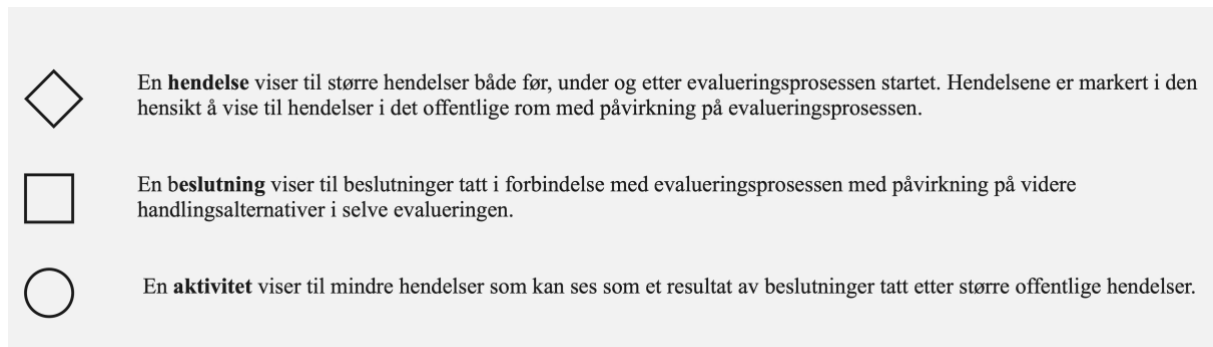 En hendelse viser til større hendelser både før, under og etter evalueringsprosessen startet. Hendelsene er markert i den
hensikt å vise til hendelser i det offentlige rom med påvirkning på evalueringsprosessen.
En beslutning viser til beslutninger tatt i forbindelse med evalueringsprosessen med påvirkning på videre
handlingsalternativer i selve evalueringen.
En aktivitet viser til mindre hendelser som kan ses som et resultat av beslutninger tatt etter større offentlige hendelser.